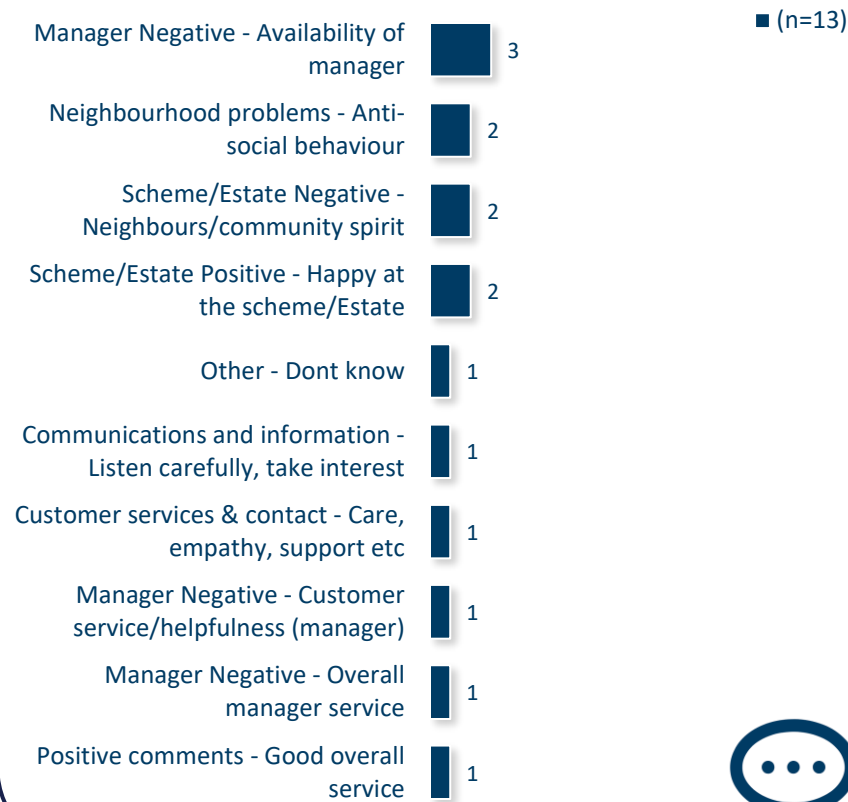 (n=13)
Manager Negative - Availability of
manager
3
Neighbourhood problems - Anti-
social behaviour
2
Scheme/Estate Negative -
Neighbours/community spirit
2
Scheme/Estate Positive - Happy at
the scheme/Estate
2
Other - Dont know
1
Communications and information -
Listen carefully, take interest
1
Customer services & contact - Care,
empathy, support etc
1
Manager Negative - Customer
service/helpfulness (manager)
1
Manager Negative - Overall
manager service
1
Positive comments - Good overall
service
1